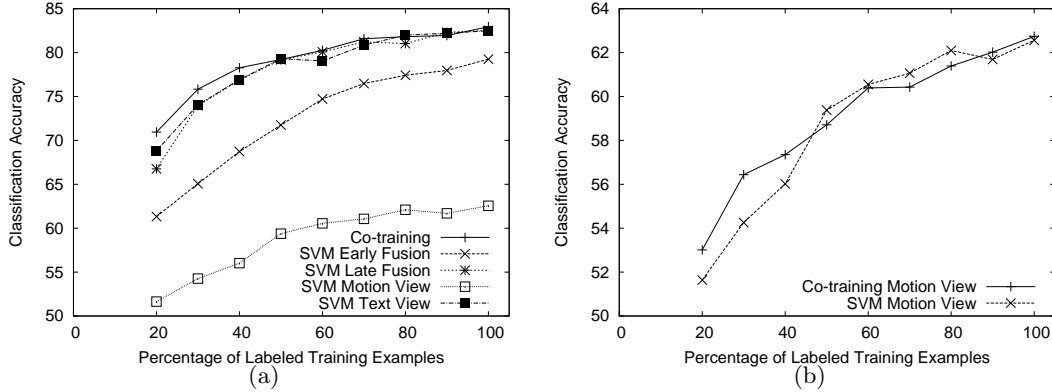 85
80
75
70
65
60
55
50
0
20
40
60
80
100
Classification Accuracy
Percentage of Labeled Training Examples
Co-training
SVM Early Fusion
SVM Late Fusion
SVM Motion View
SVM Text View
(a)
64
62
60
58
56
54
52
50
0
20
40
60
80
100
Classification Accuracy
Percentage of Labeled Training Examples
Co-training Motion View
SVM Motion View
(b)